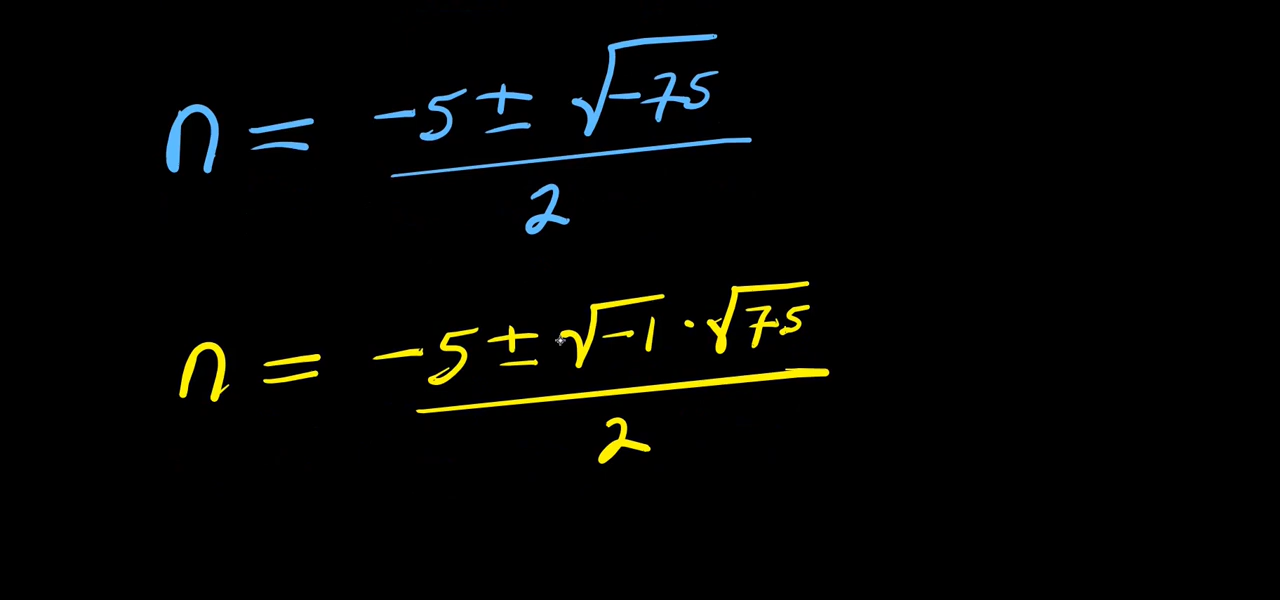 n = (-5 ± √(-75)) / 2
n = (-5 ± √(-1) · √(75)) / 2